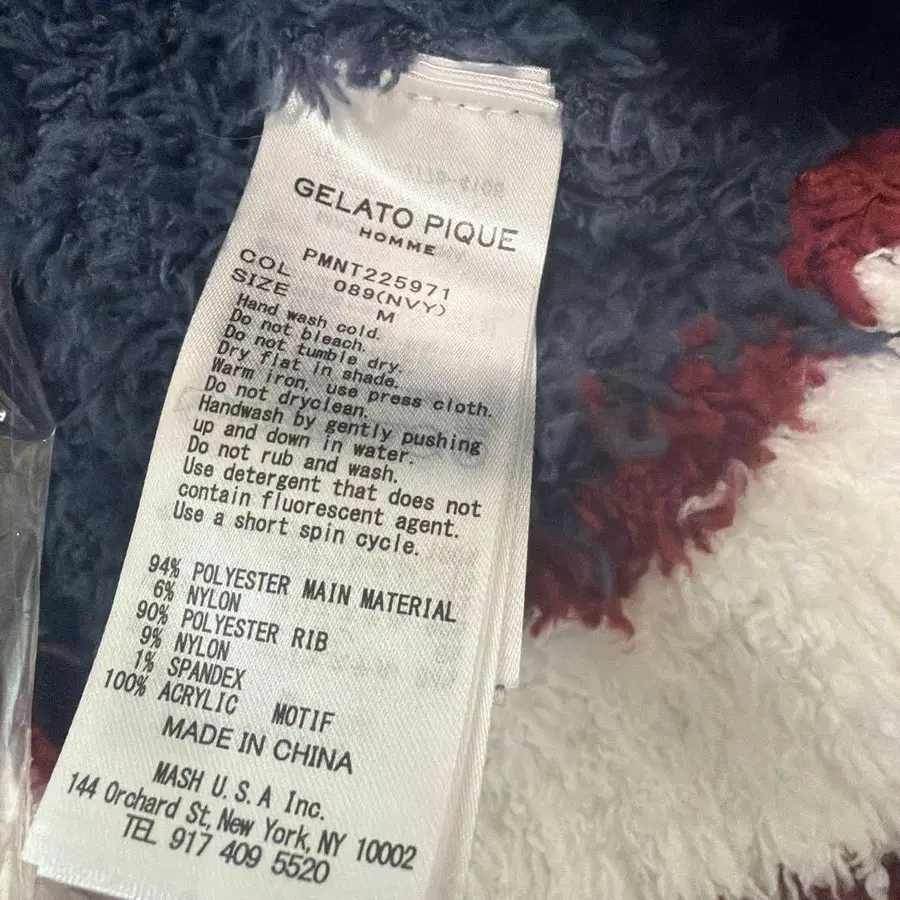 GELATO PIQUE
HOMME
PMNT225971
COL 089(NVY)
SIZE M
Hand wash cold.
Do not bleach.
Do not tumble dry.
Dry flat in shade.
Warm iron, use press cloth.
Do not dryclean.
Handwash by gently pushing
up and down in water.
Do not rub and wash.
Use detergent that does not
contain fluorescent agent.
Use a short spin cycle.
94% POLYESTER MAIN MATERIAL
6% NYLON
90% POLYESTER RIB
9% NYLON
1% SPANDEX
100% ACRYLIC MOTIF
MADE IN CHINA
MASH U.S.A Inc.
144 Orchard St, New York, NY 10002
TEL 917 409 5520